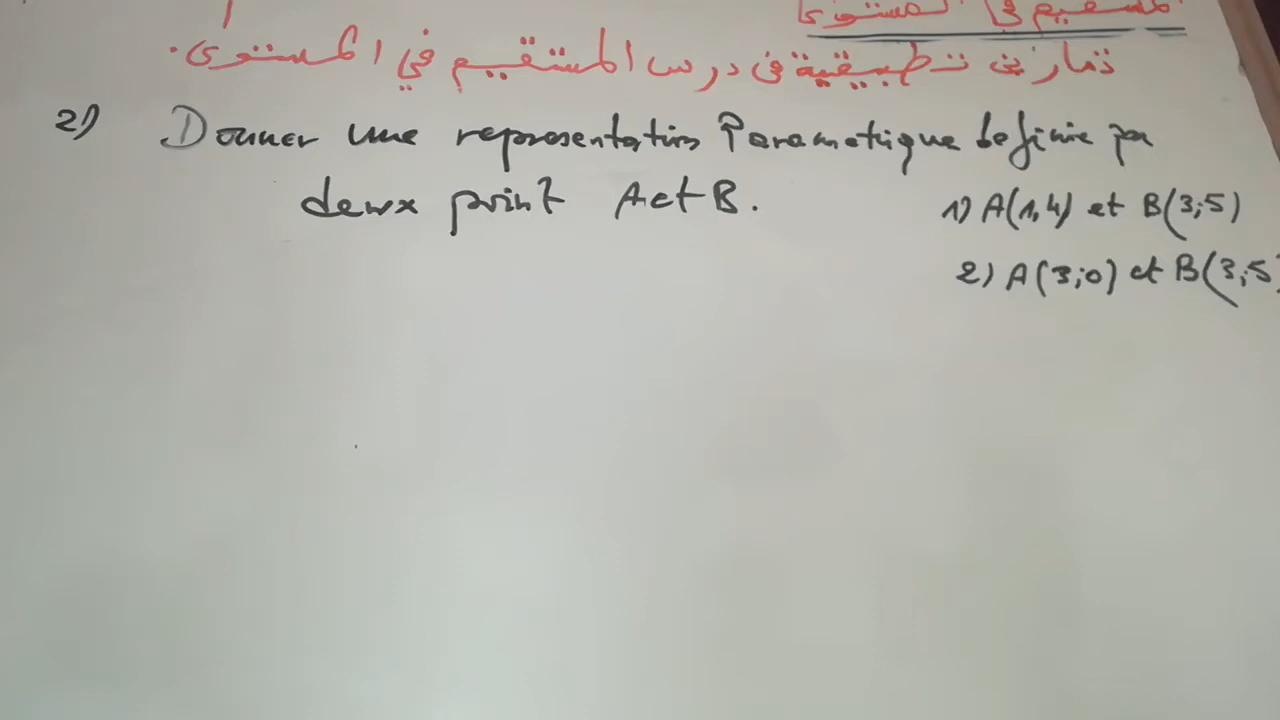 المستقيم في المستوى
تمارين تطبيقية في درس المستقيم في المستوى.
2)) Donner une representation Parametrique definie par
deux point A et B.
1) A(1,4) et B(3;5)
2) A(3;0) et B(3;5)